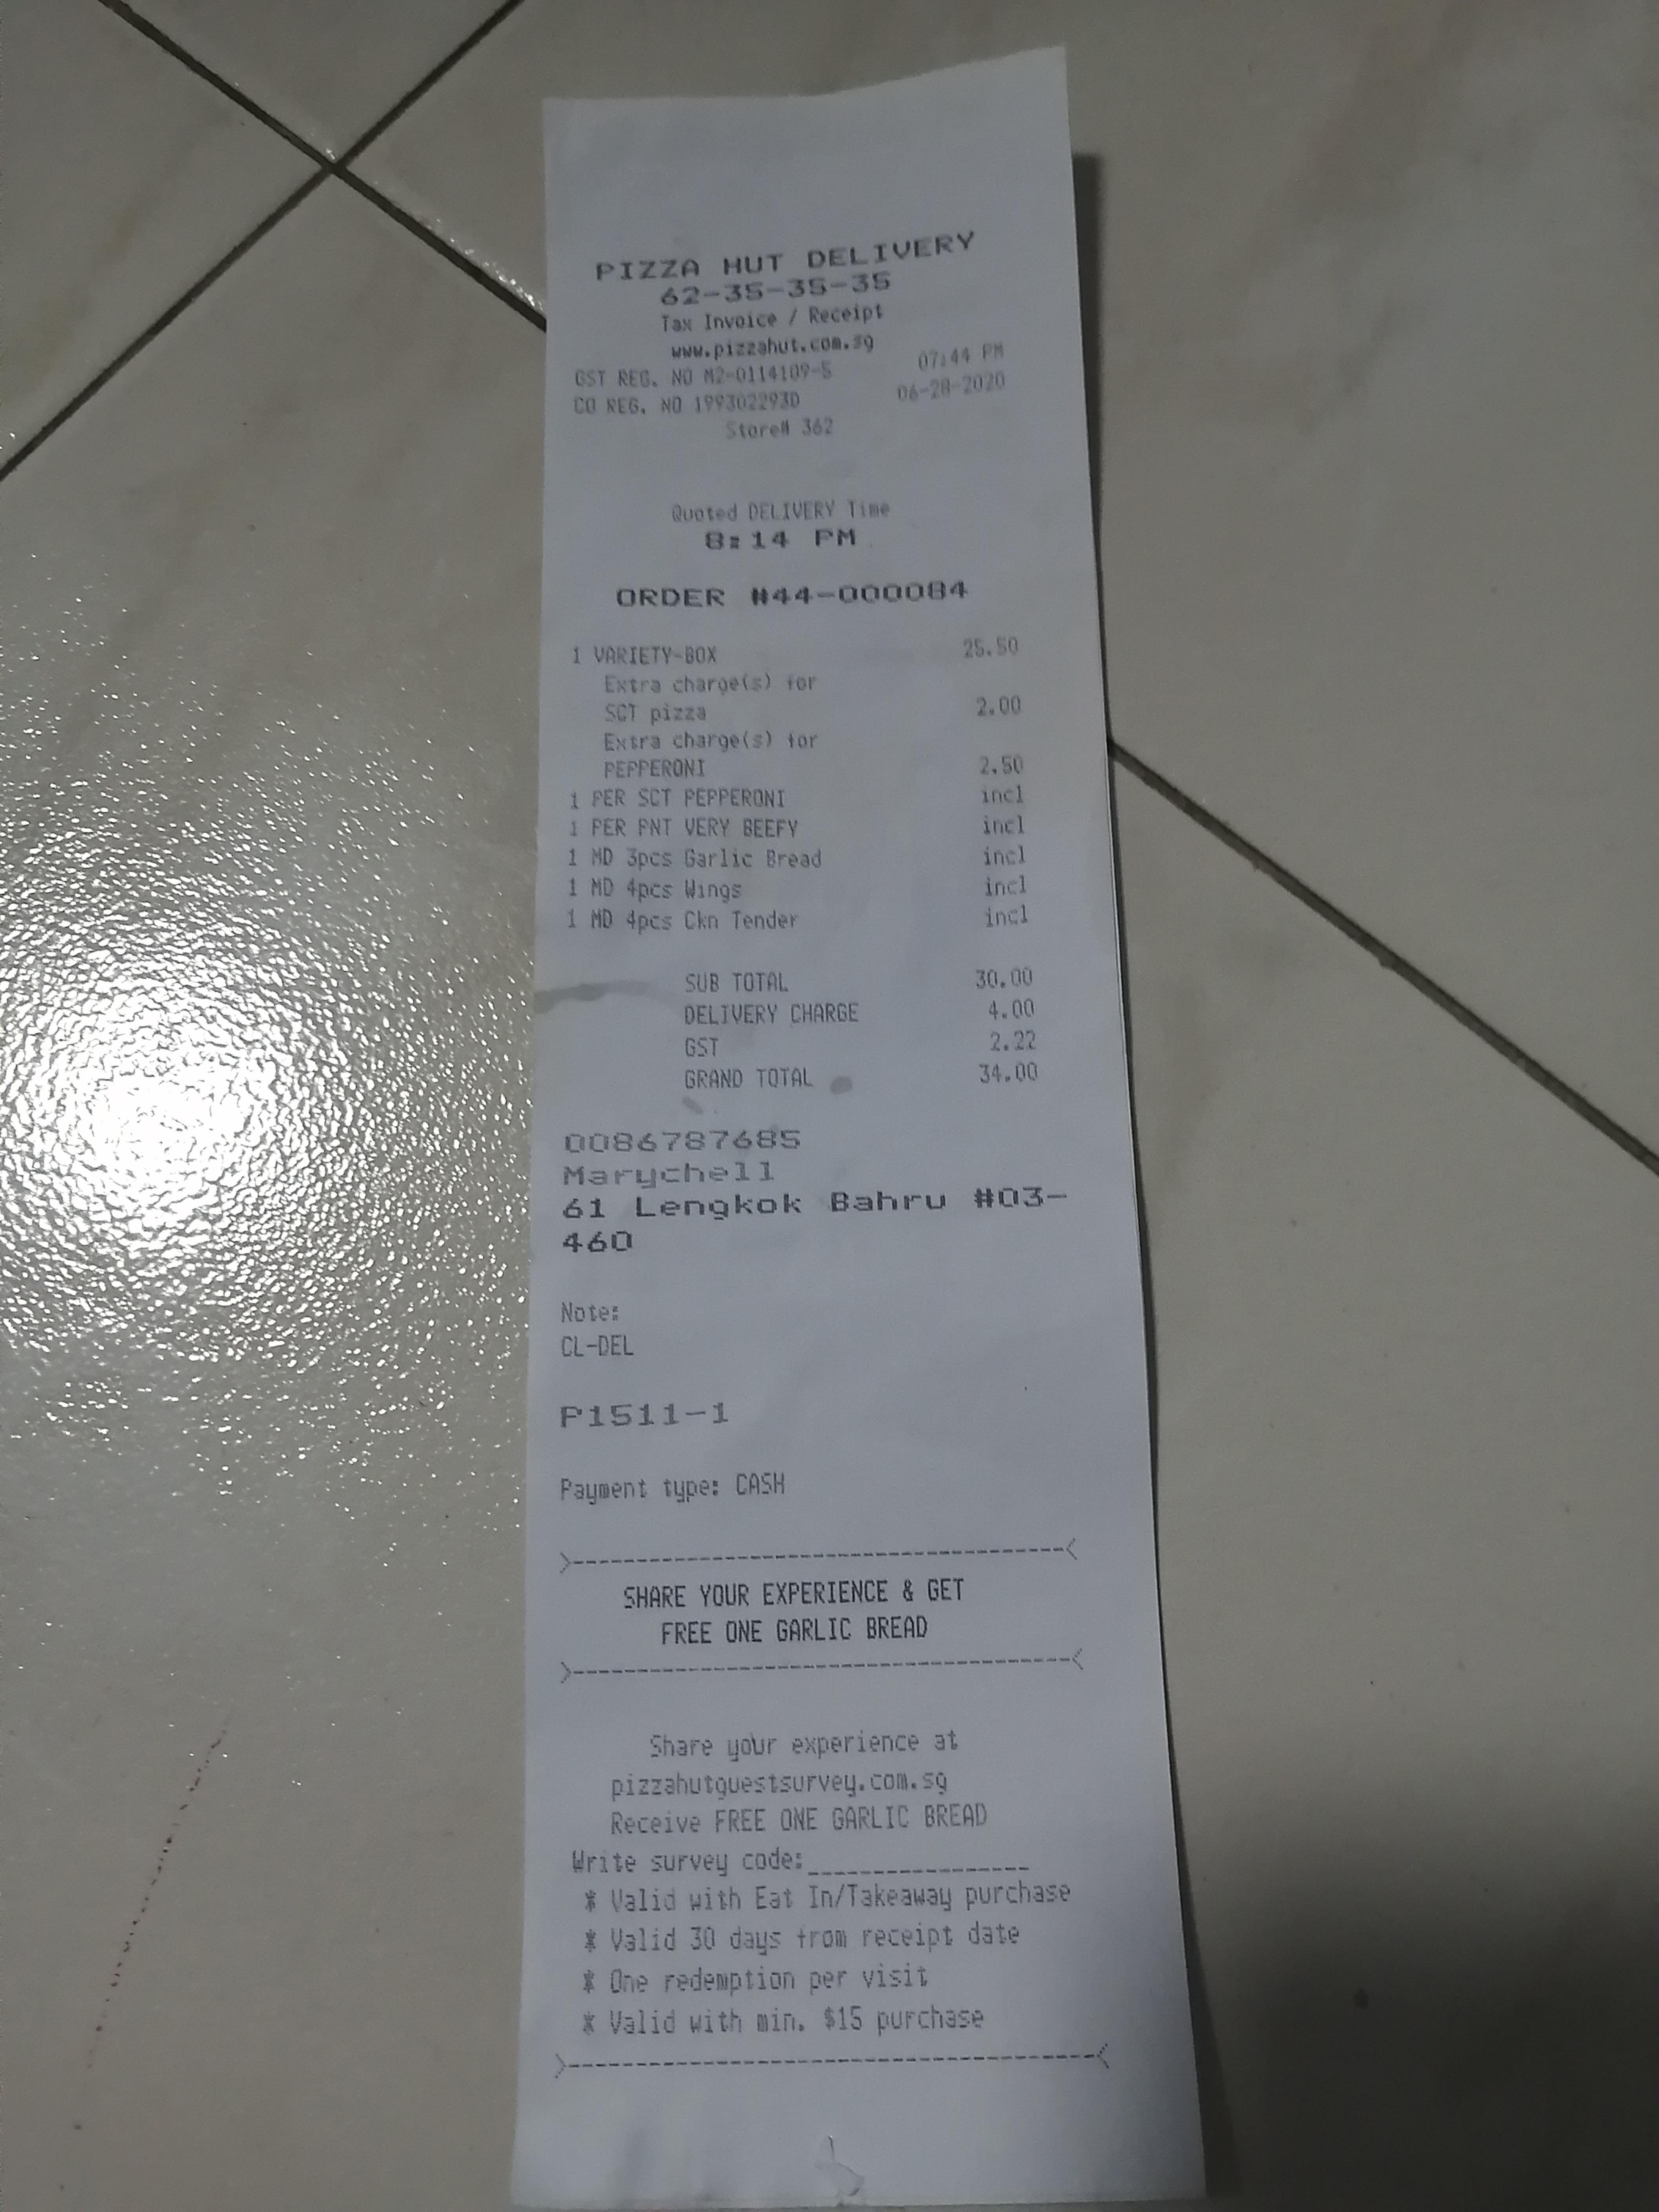 PIZZA HUT DELIVERY
62-35-35-35
Tax Invoice / Receipt
www.pizzahut.com.sg
GST REG. NO M2-0114109-5 07:44 PM
CO REG. NO 199302293D 06-28-2020
Store# 362
Quoted DELIVERY Time
8:14 PM
ORDER #44-000084
1 VARIETY-BOX 25.50
Extra charge(s) for
SCT pizza 2.00
Extra charge(s) for
PEPPERONI 2.50
1 PER SCT PEPPERONI incl
1 PER PNT VERY BEEFY incl
1 MD 3pcs Garlic Bread incl
1 MD 4pcs Wings incl
1 MD 4pcs Ckn Tender incl
SUB TOTAL 30.00
DELIVERY CHARGE 4.00
GST 2.22
GRAND TOTAL 34.00
0086787685
Marychell
61 Lengkok Bahru #03-
460
Note:
CL-DEL
P1511-1
Payment type: CASH
>--------------------------------------<
SHARE YOUR EXPERIENCE & GET
FREE ONE GARLIC BREAD
>--------------------------------------<
Share your experience at
pizzahutguestsurvey.com.sg
Receive FREE ONE GARLIC BREAD
Write survey code:_________________
* Valid with Eat In/Takeaway purchase
* Valid 30 days from receipt date
* One redemption per visit
* Valid with min. $15 purchase
>--------------------------------------<